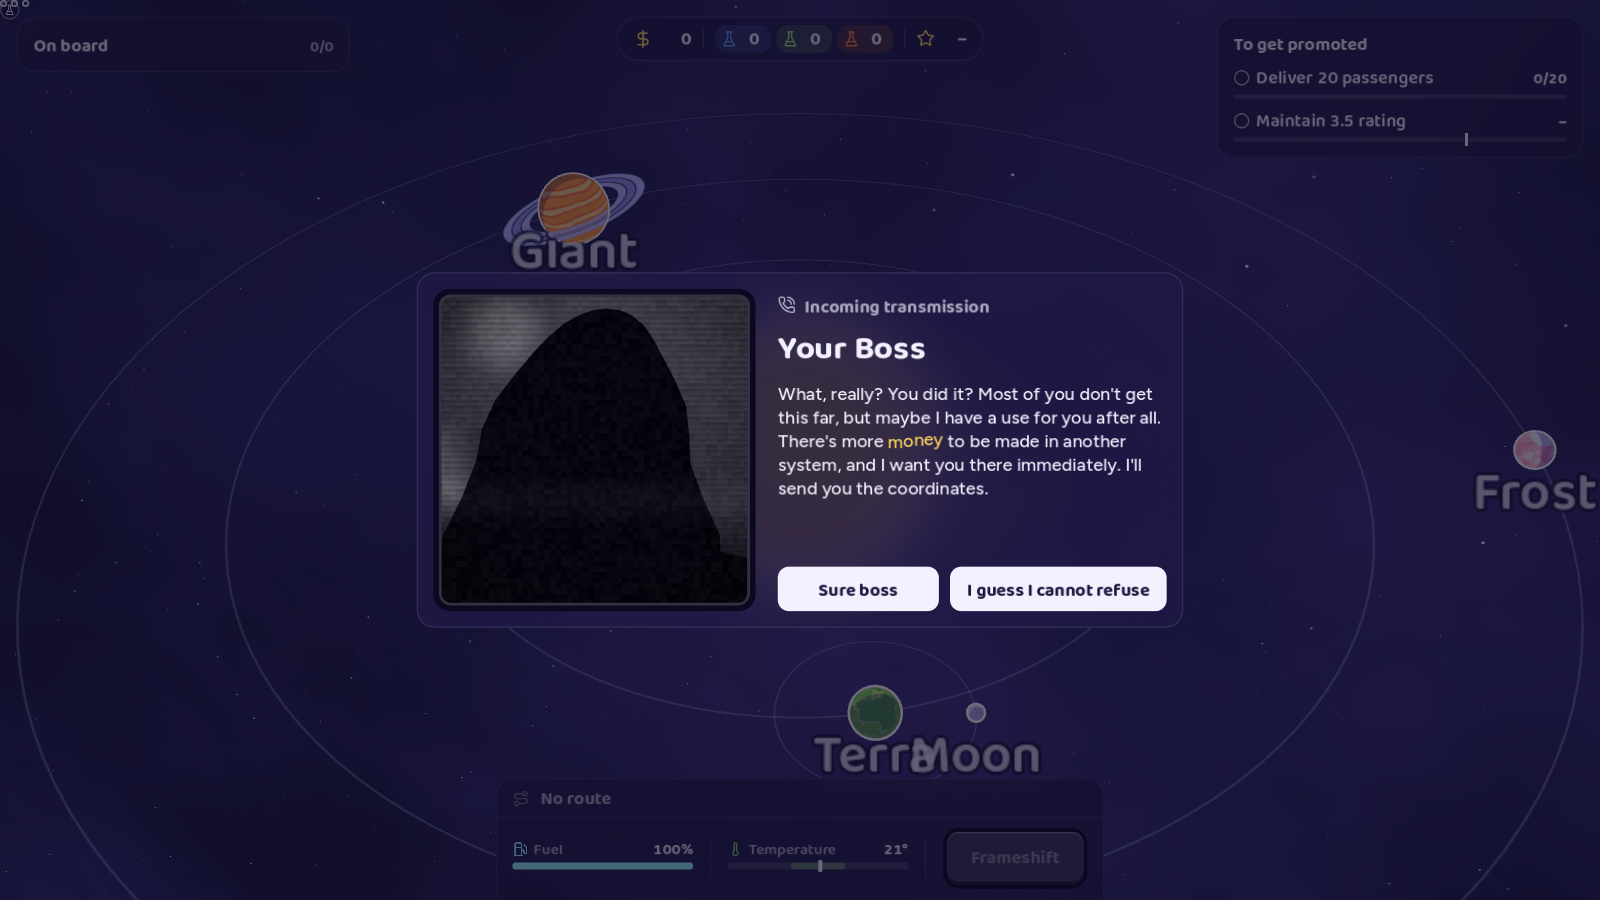 On board 0/0
$ 0 0 0 0 –
To get promoted
Deliver 20 passengers 0/20
Maintain 3.5 rating –
Giant
Incoming transmission
Your Boss
What, really? You did it? Most of you don't get
this far, but maybe I have a use for you after all.
There's more money to be made in another
system, and I want you there immediately. I'll
send you the coordinates.
Sure boss
I guess I cannot refuse
Frost
Terra
Moon
No route
Fuel 100%
Temperature 21°
Frameshift